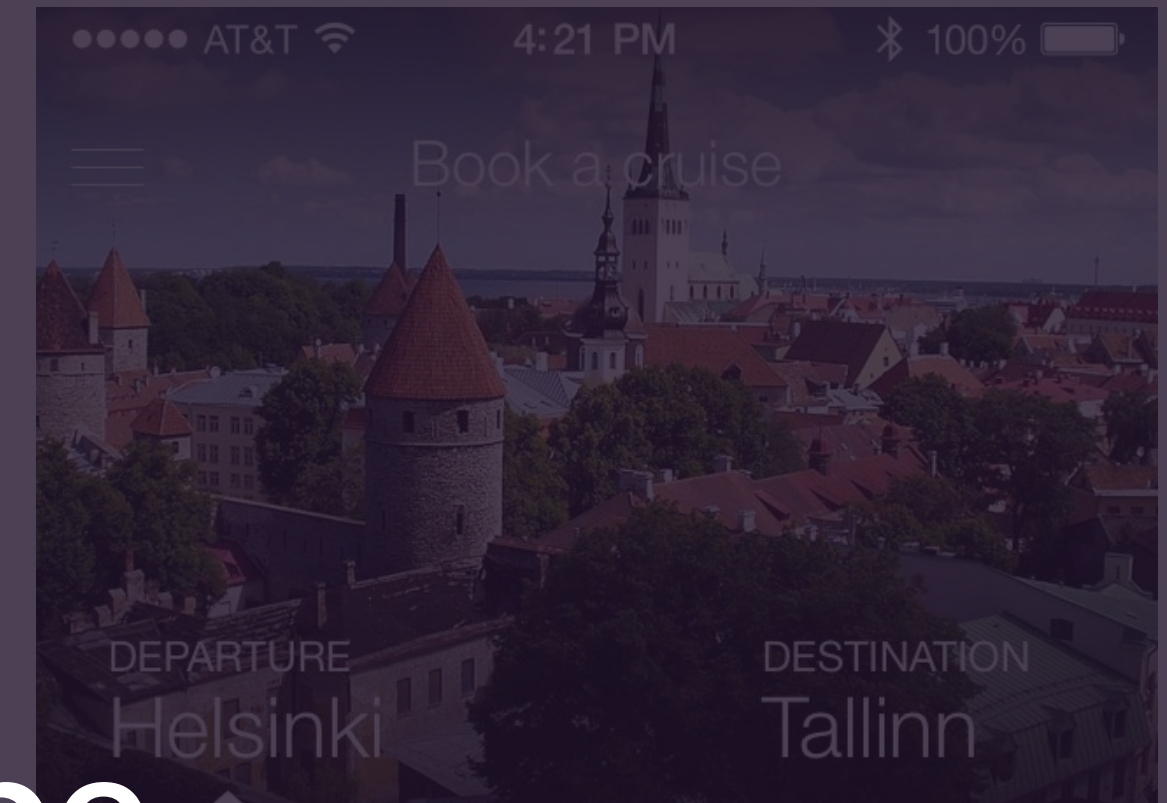 AT&T 4:21 PM 100%
Book a cruise
DEPARTURE DESTINATION
Helsinki Tallinn